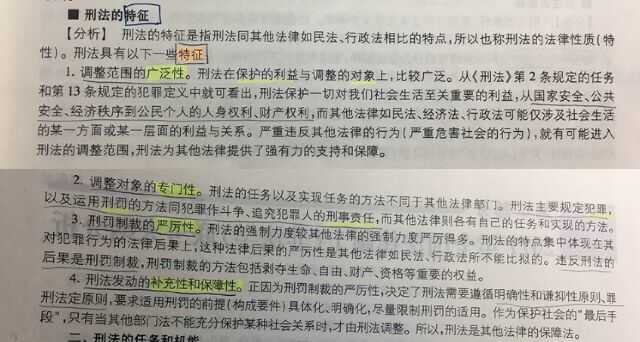 ■ 刑法的特征
【分析】 刑法的特征是指刑法同其他法律如民法、行政法相比的特点,所以也称刑法的法律性质(特
性)。刑法具有以下一些特征:
1. 调整范围的广泛性。刑法在保护的利益与调整的对象上,比较广泛。从《刑法》第2条规定的任务
和第13条规定的犯罪定义中就可看出,刑法保护一切对我们社会生活至关重要的利益,从国家安全、公共
安全、经济秩序到公民个人的人身权利、财产权利,而其他法律如民法、经济法、行政法可能仅涉及社会生活
的某一方面或某一层面的利益与关系。严重违反其他法律的行为(严重危害社会的行为),就有可能进入
刑法的调整范围,刑法为其他法律提供了强有力的支持和保障。
2. 调整对象的专门性。刑法的任务以及实现任务的方法不同于其他法律部门。刑法主要规定犯罪,
以及运用刑罚的方法同犯罪作斗争、追究犯罪人的刑事责任,而其他法律则各有自己的任务和实现的方法。
3. 刑罚制裁的严厉性。刑法的强制力度较其他法律的强制力度严厉得多。刑法的特点集中体现在其
对犯罪行为的法律后果上,这种法律后果的严厉性是其他法律如民法、行政法所不能比拟的。违反刑法的
后果是刑罚制裁,刑罚制裁的方法包括剥夺生命、自由、财产、资格等重要的权益。
4. 刑法发动的补充性和保障性。正因为刑罚制裁的严厉性,决定了刑法需要遵循明确性和谦抑性原则、罪
刑法定原则,要求适用刑罚的前提(构成要件)具体化、明确化,尽量限制刑罚的适用。作为保护社会的"最后手
段",只有当其他部门法不能充分保护某种社会关系时,才由刑法调整。所以,刑法是其他法律的保障法。
二、刑法的任务和机能